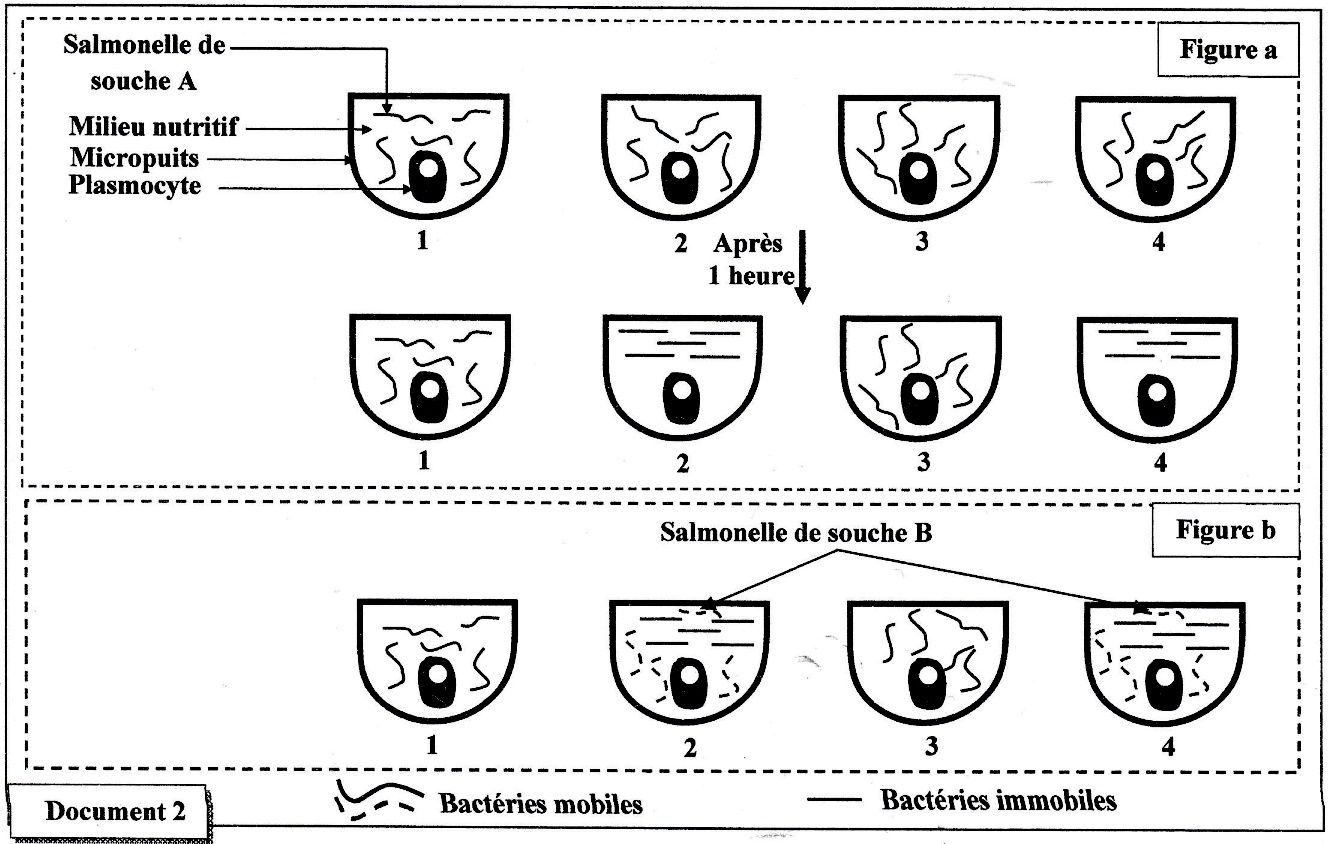 Figure a
Salmonelle de
souche A
Milieu nutritif
Micropuits
Plasmocyte
1 2 3 4
Après
1 heure
1 2 3 4
Figure b
Salmonelle de souche B
1 2 3 4
Document 2
Bactéries mobiles
Bactéries immobiles